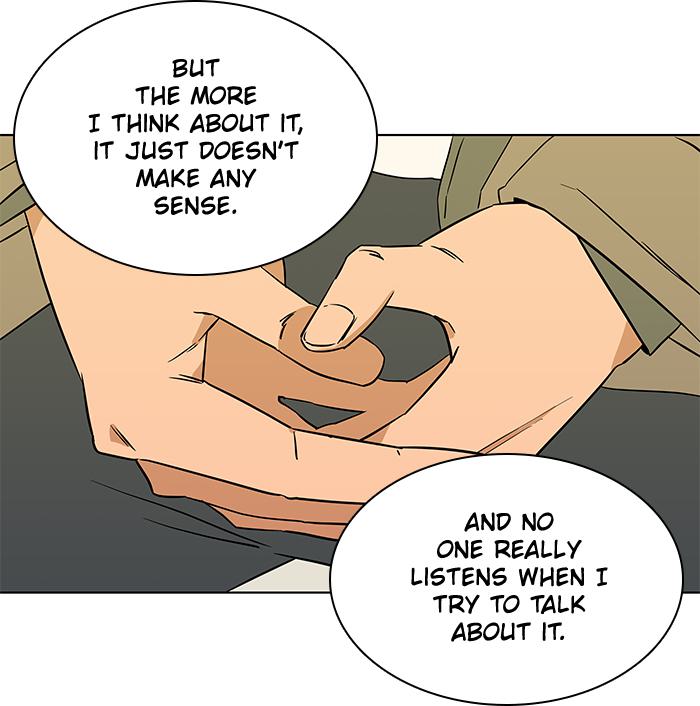 BUT
THE MORE
I THINK ABOUT IT,
IT JUST DOESN'T
MAKE ANY
SENSE.
AND NO
ONE REALLY
LISTENS WHEN I
TRY TO TALK
ABOUT IT.